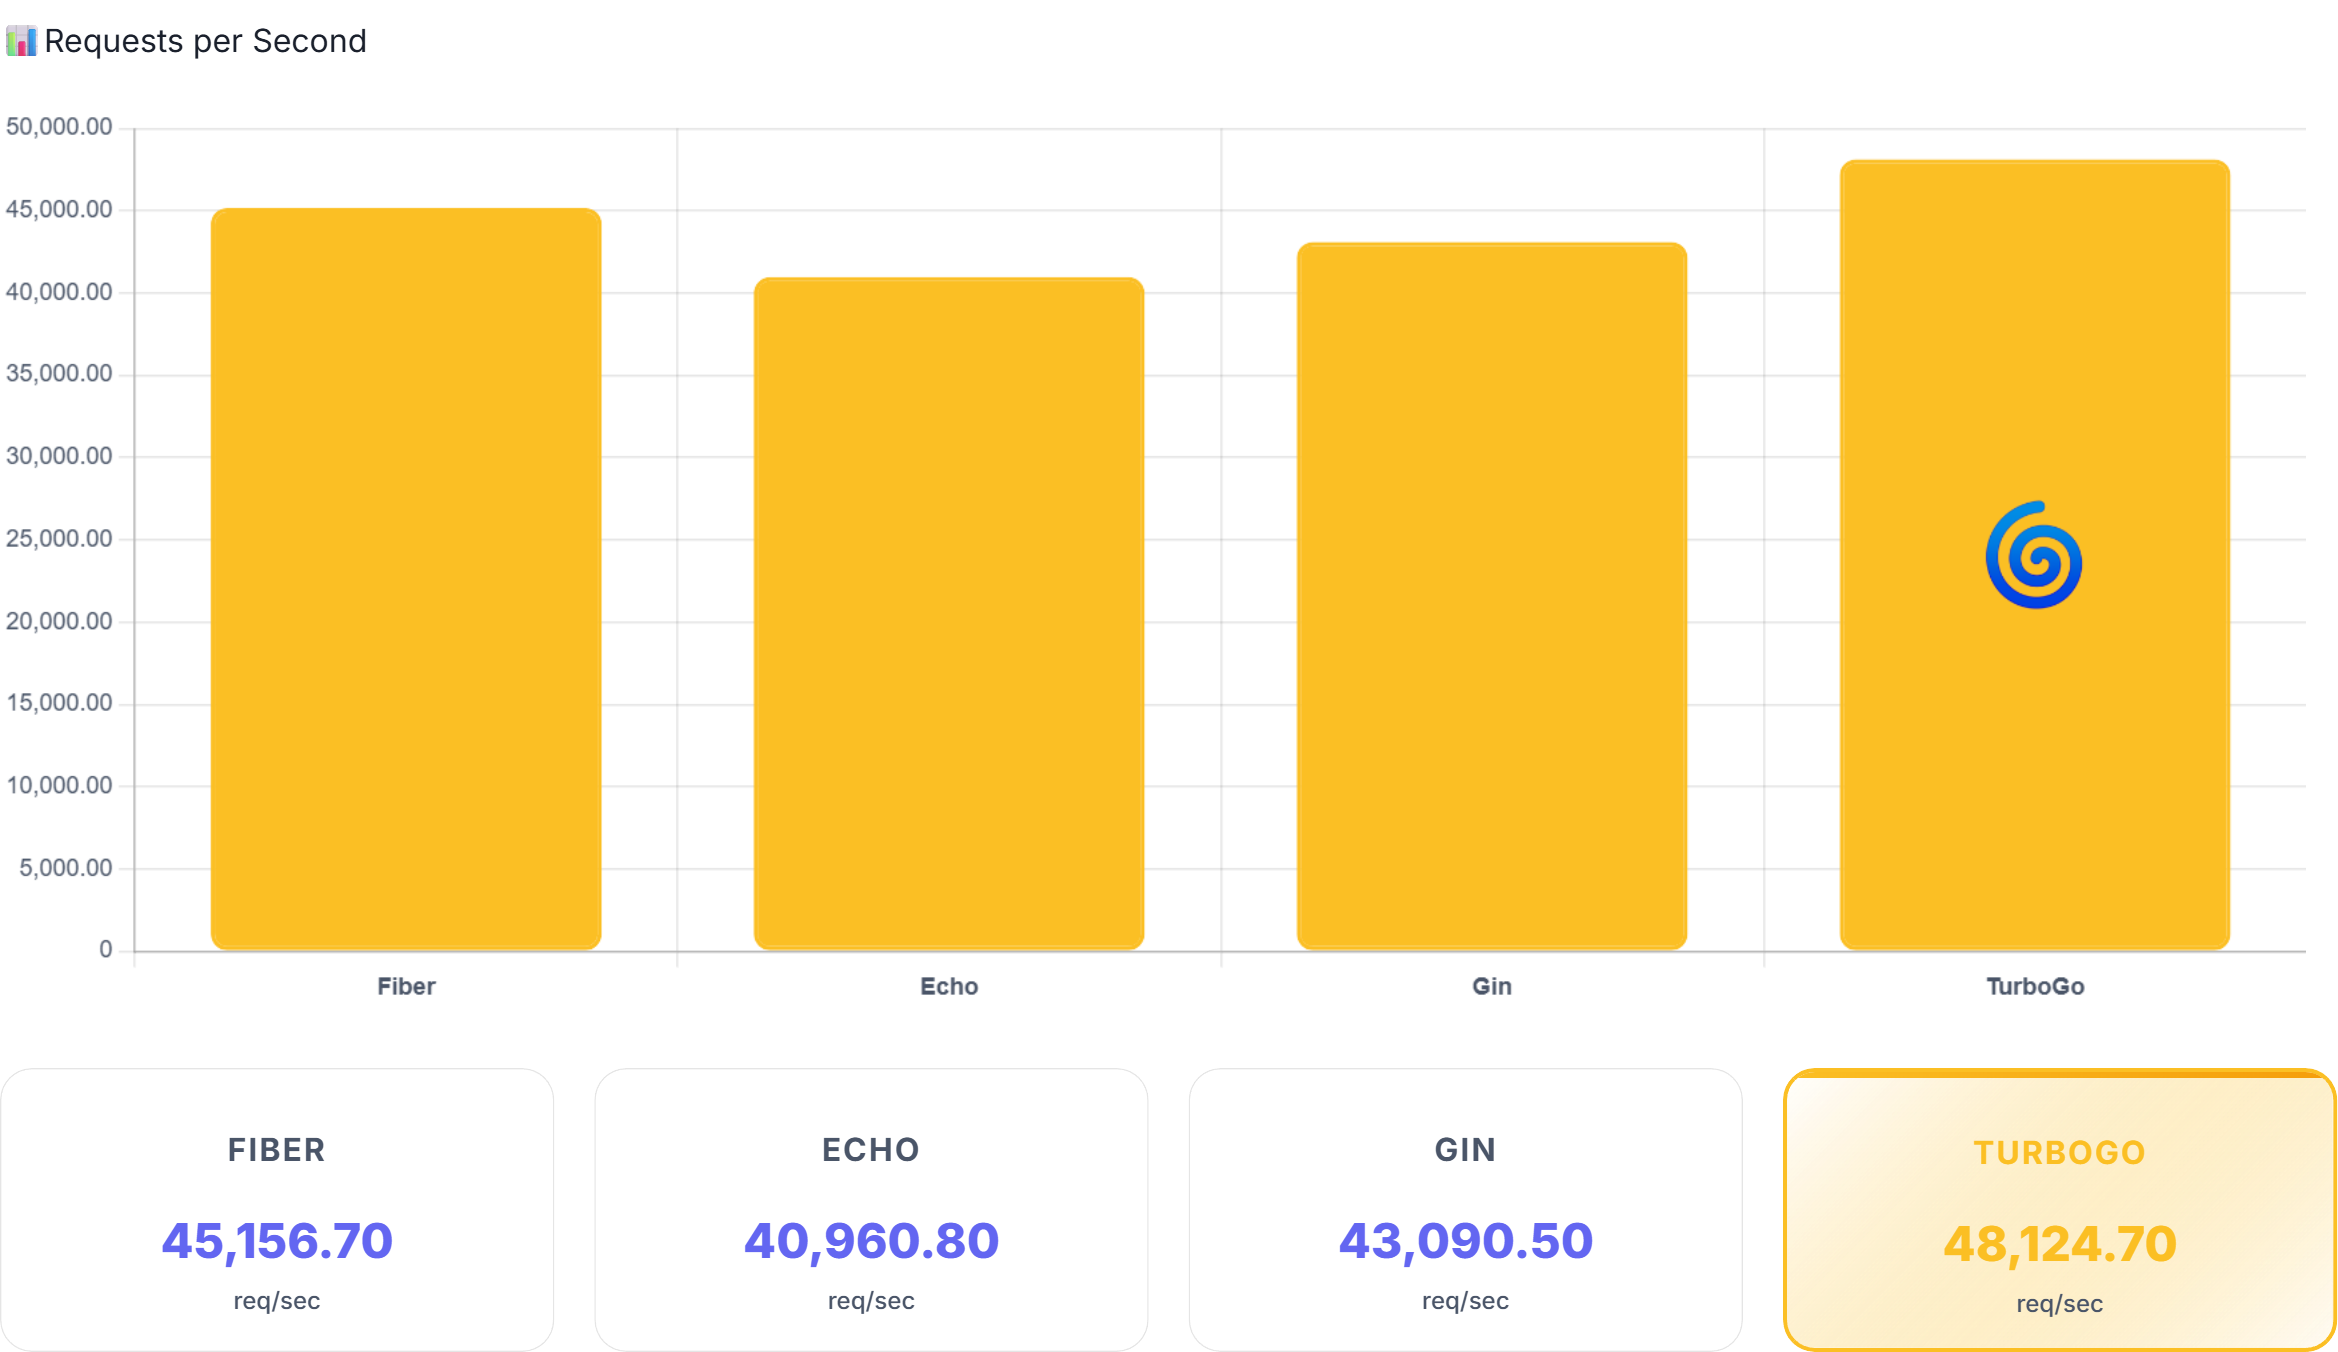 📊 Requests per Second
50,000.00
45,000.00
40,000.00
35,000.00
30,000.00
25,000.00
20,000.00
15,000.00
10,000.00
5,000.00
0
Fiber Echo Gin TurboGo
FIBER
45,156.70
req/sec
ECHO
40,960.80
req/sec
GIN
43,090.50
req/sec
TURBOGO
48,124.70
req/sec